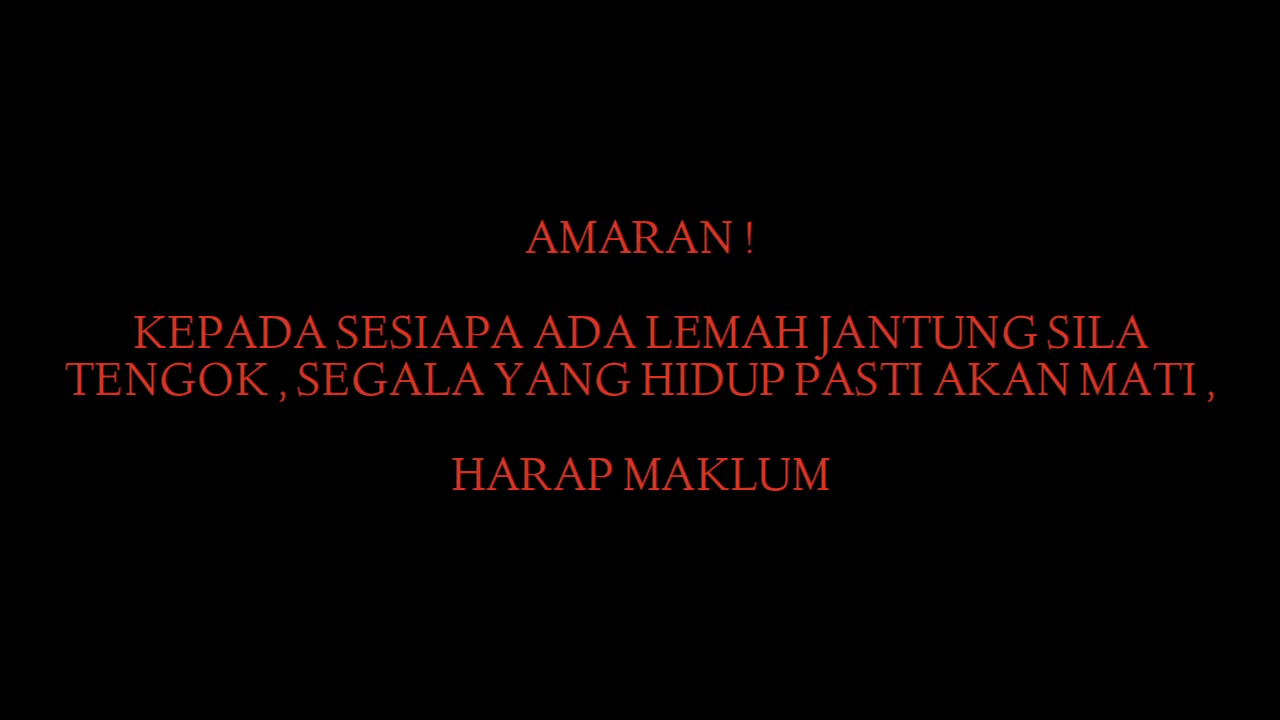 AMARAN !
KEPADA SESIAPA ADA LEMAH JANTUNG SILA
TENGOK , SEGALA YANG HIDUP PASTI AKAN MATI ,
HARAP MAKLUM